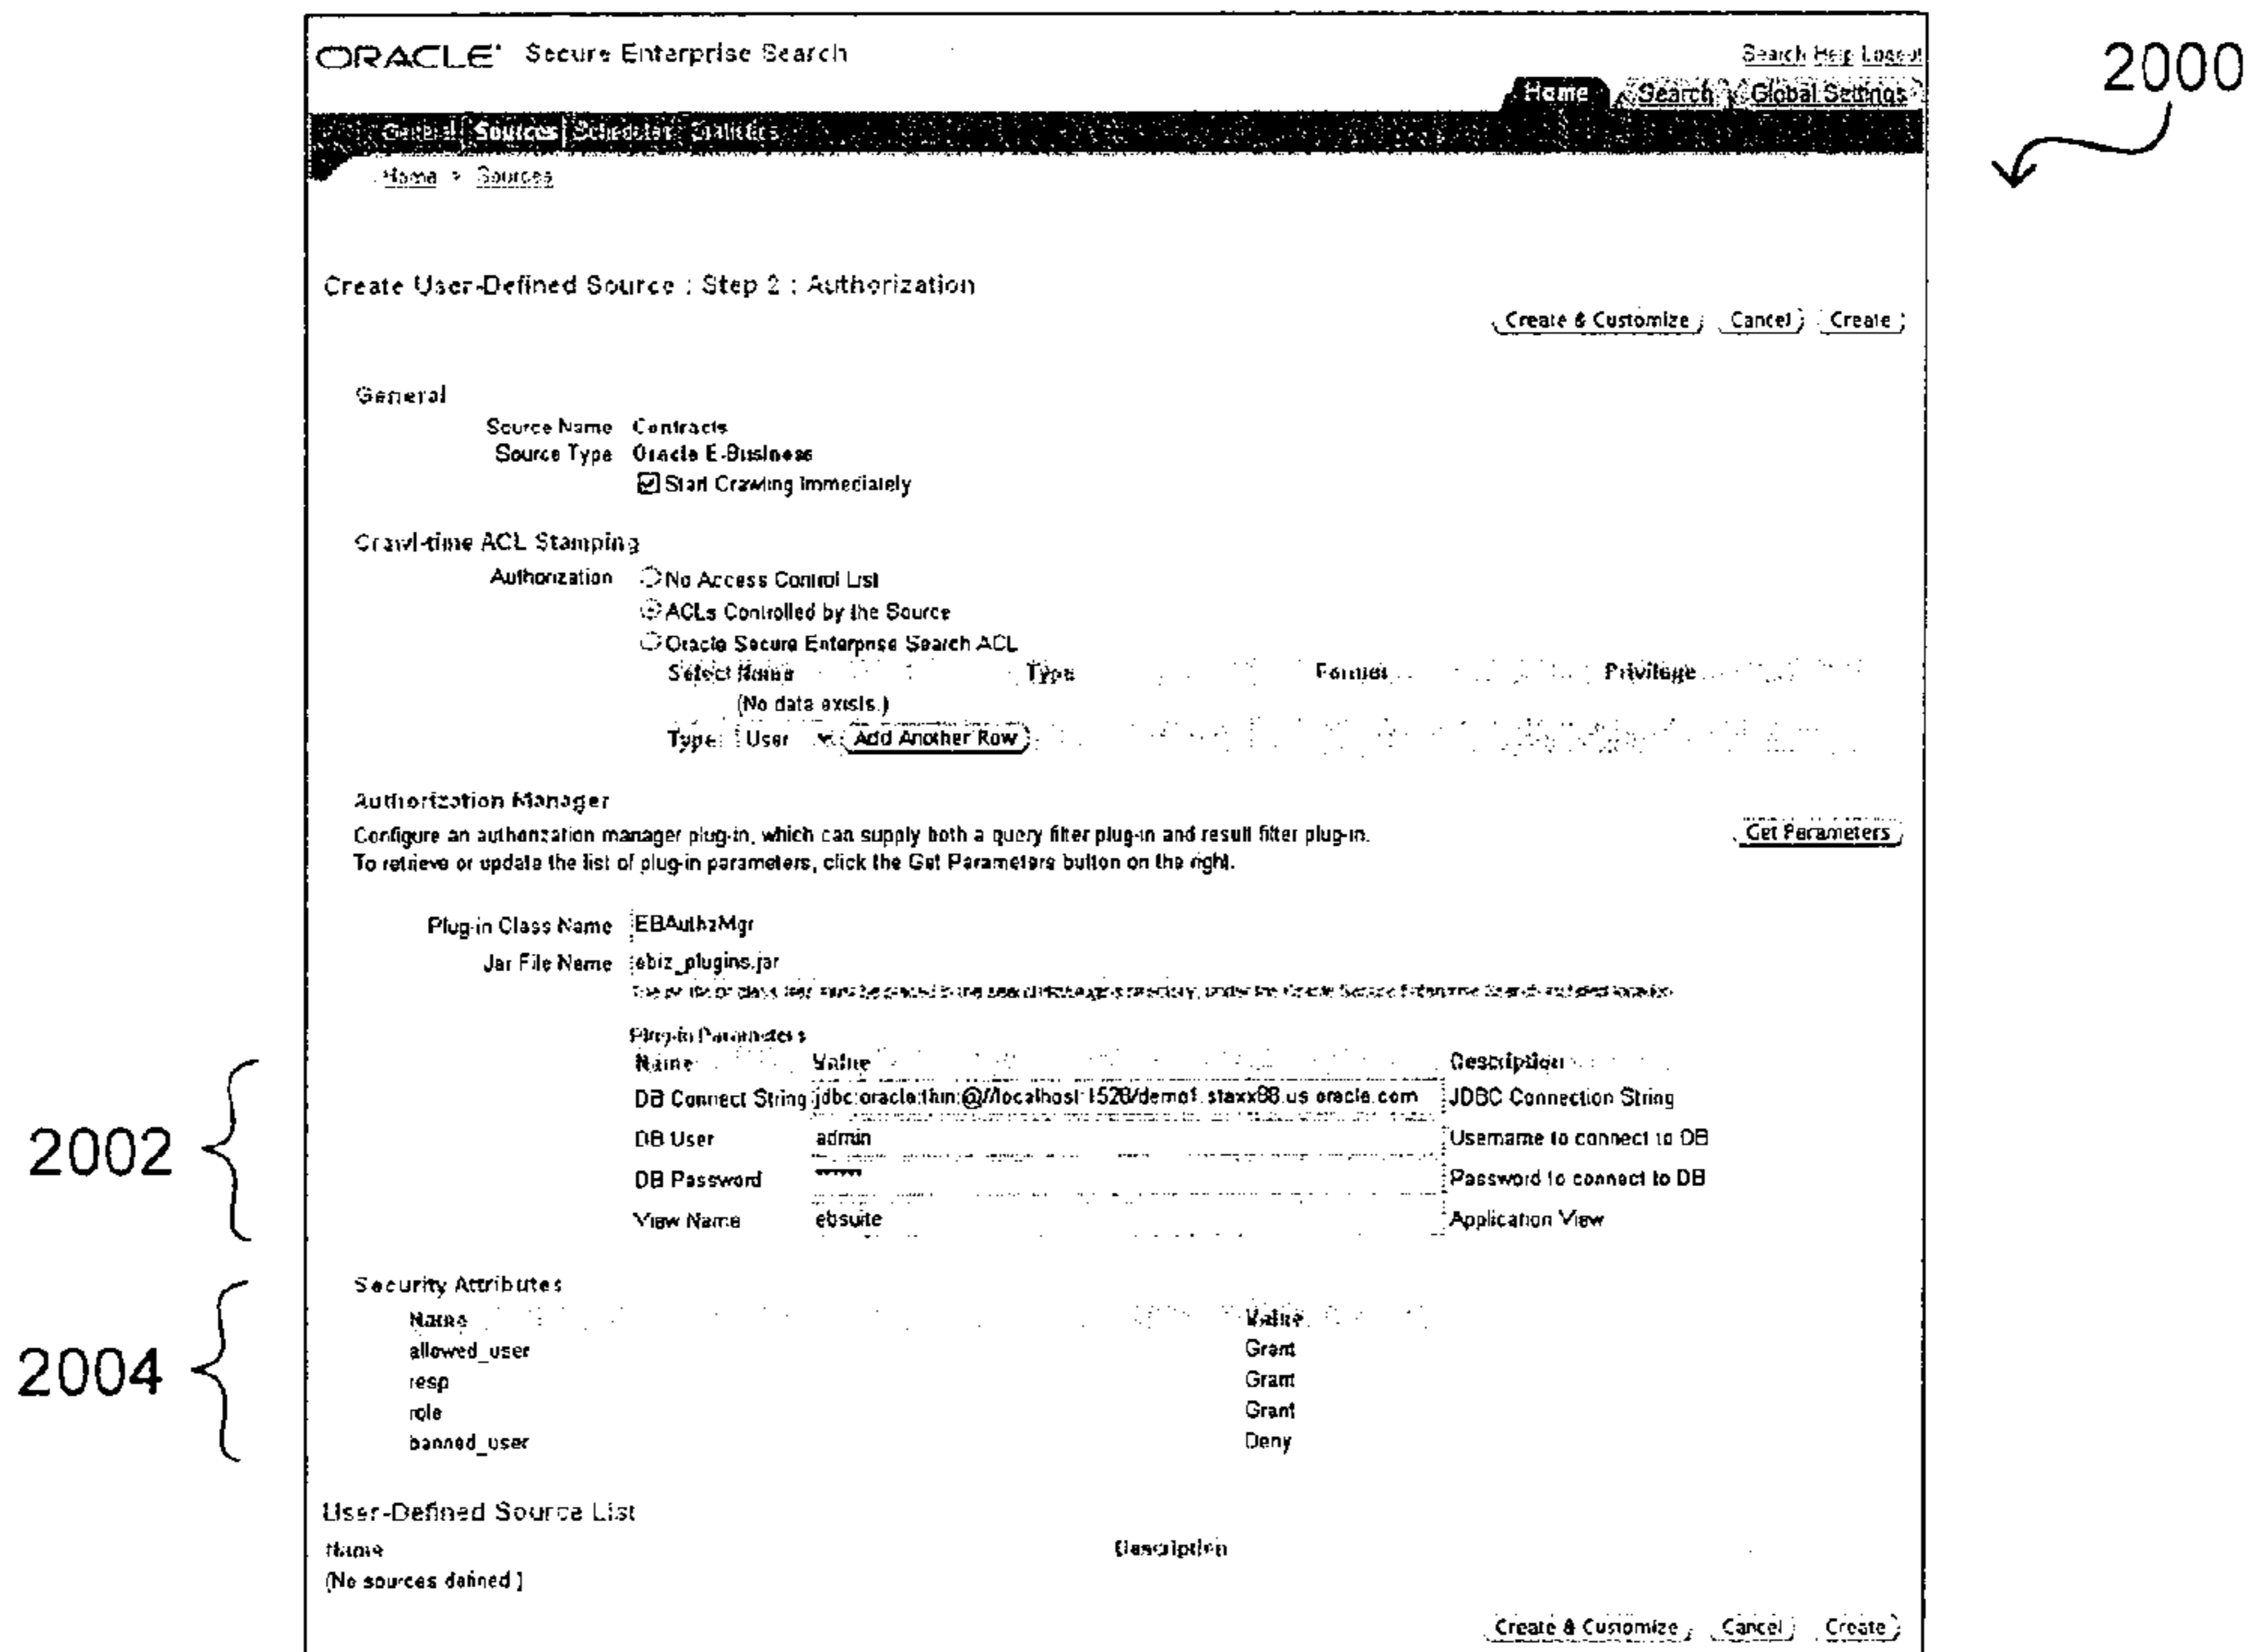 ORACLE Secure Enterprise Search
Search Help Logout
2000
Home Search Global Settings
General Sources Schedules Statistics
Home > Sources
Create User-Defined Source : Step 2 : Authorization
Create & Customize Cancel Create
General
Source Name Contracts
Source Type Oracle E-Business
Start Crawling Immediately
Crawl-time ACL Stamping
Authorization No Access Control List
ACLs Controlled by the Source
Oracle Secure Enterprise Search ACL
Select Name Type Format Privilege
(No data exists.)
Type: User Add Another Row
Authorization Manager
Configure an authorization manager plug-in, which can supply both a query filter plug-in and result filter plug-in.
Get Parameters
To retrieve or update the list of plug-in parameters, click the Get Parameters button on the right.
Plug-in Class Name EBAuthzMgr
Jar File Name ebiz_plugins.jar
Plug-in Parameters
Name Value Description
DB Connect String jdbc:oracle:thin:@//localhost:1528/demo1. .us.oracle.com JDBC Connection String
DB User admin Username to connect to DB
2002
DB Password ****** Password to connect to DB
View Name ebsuite Application View
Security Attributes
Name Value
allowed_user Grant
2004
resp Grant
role Grant
banned_user Deny
User-Defined Source List
Name Description
(No sources defined )
Create & Customize Cancel Create